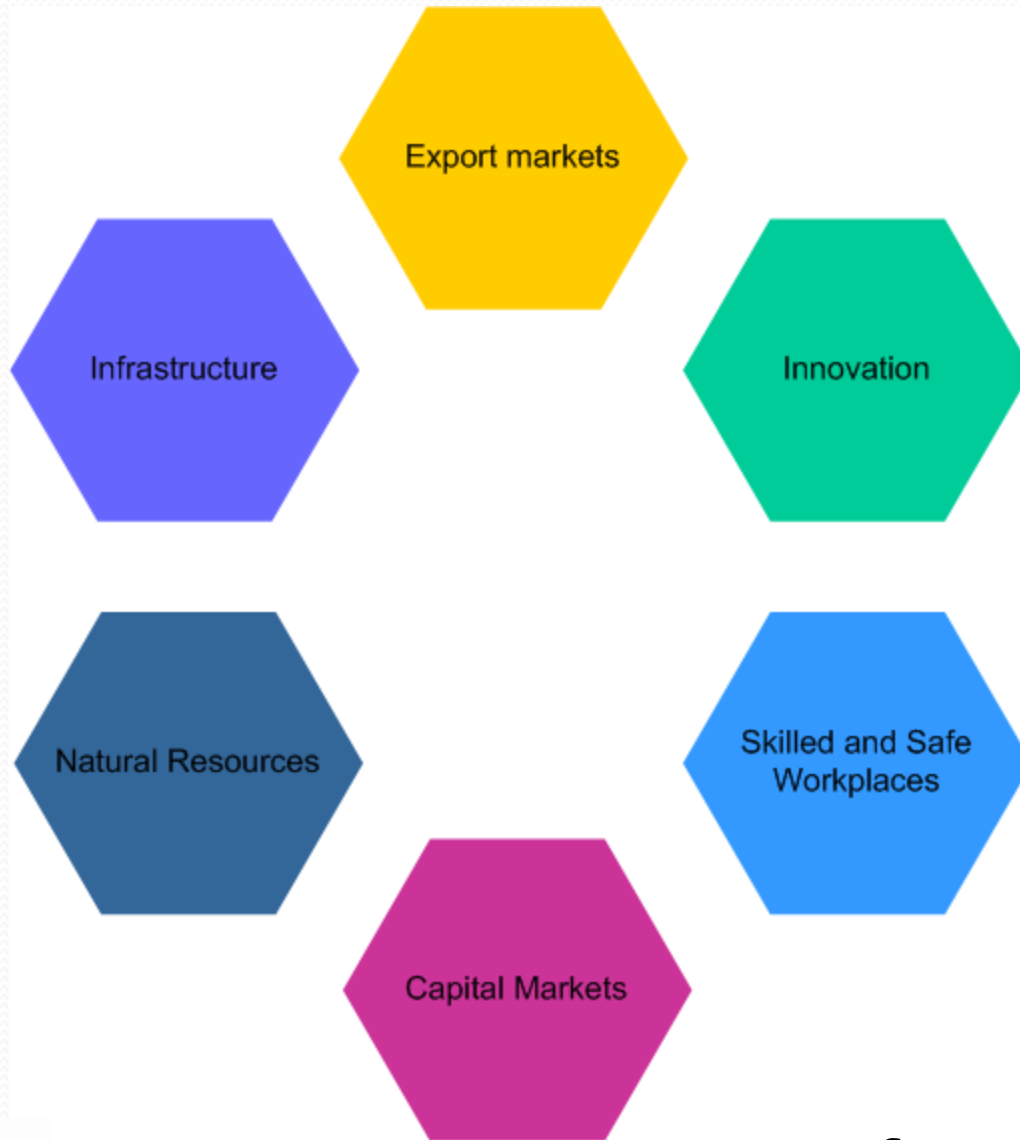 Export markets
Infrastructure
Innovation
Natural Resources
Skilled and Safe
Workplaces
Capital Markets